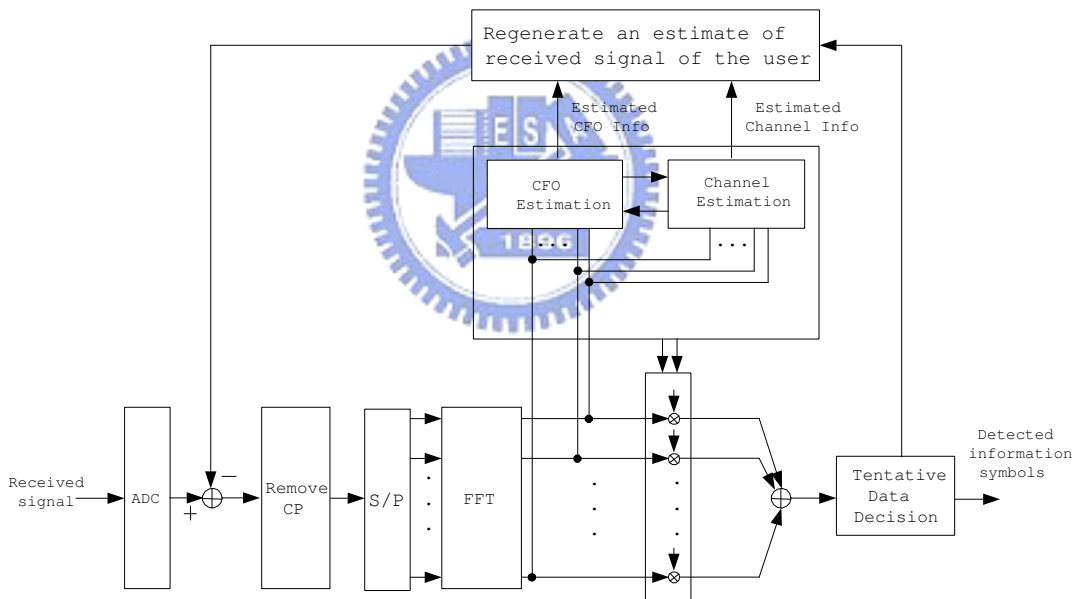 Regenerate an estimate of
received signal of the user
Estimated
CFO Info
Estimated
Channel Info
E S
CFO
Estimation
Channel
Estimation
1896
. . .
. . .
Received
signal
ADC
+
−
Remove
CP
S/P
FFT
Tentative
Data
Decision
Detected
information
symbols